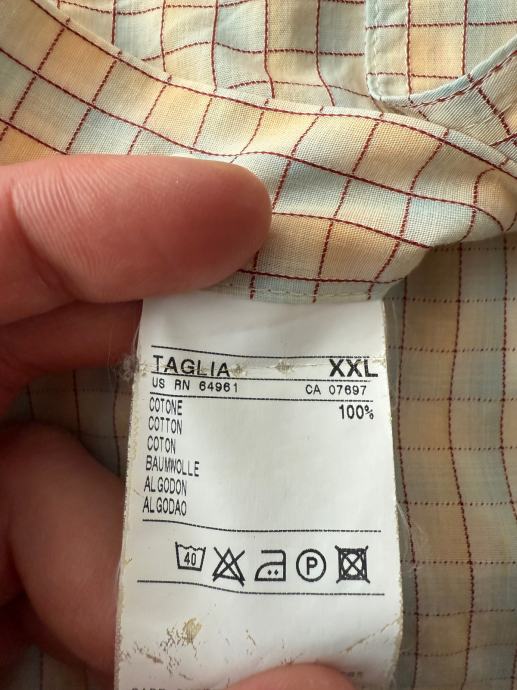 TAGLIA XXL
US RN 64961 CA 07697
COTONE 100%
COTTON
COTON
BAUMWOLLE
ALGODON
ALGODAO
40 P